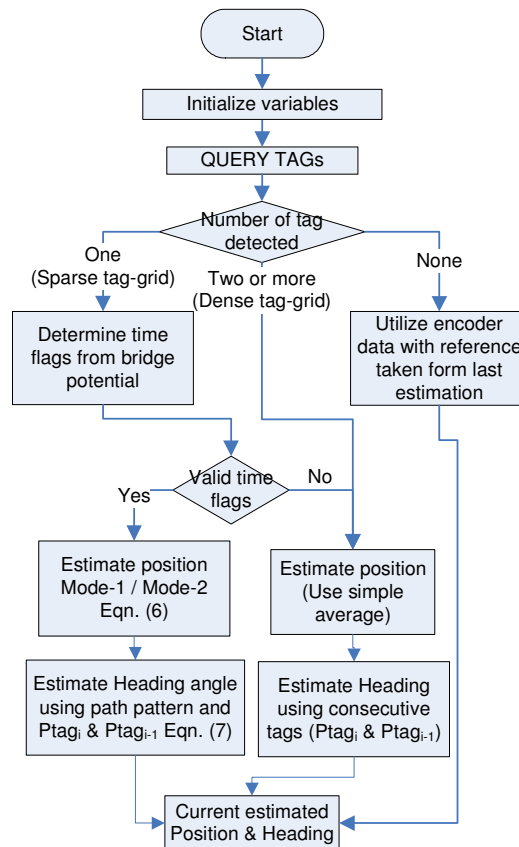 Start
Initialize variables
QUERY TAGs
Number of tag
detected
One
(Sparse tag-grid)
Two or more
(Dense tag-grid)
None
Determine time
flags from bridge
potential
Utilize encoder
data with reference
taken form last
estimation
Valid time
flags
Yes
No
Estimate position
Mode-1 / Mode-2
Eqn. (6)
Estimate position
(Use simple
average)
Estimate Heading angle
using path pattern and
Ptagi & Ptagi-1 Eqn. (7)
Estimate Heading
using consecutive
tags (Ptagi & Ptagi-1)
Current estimated
Position & Heading